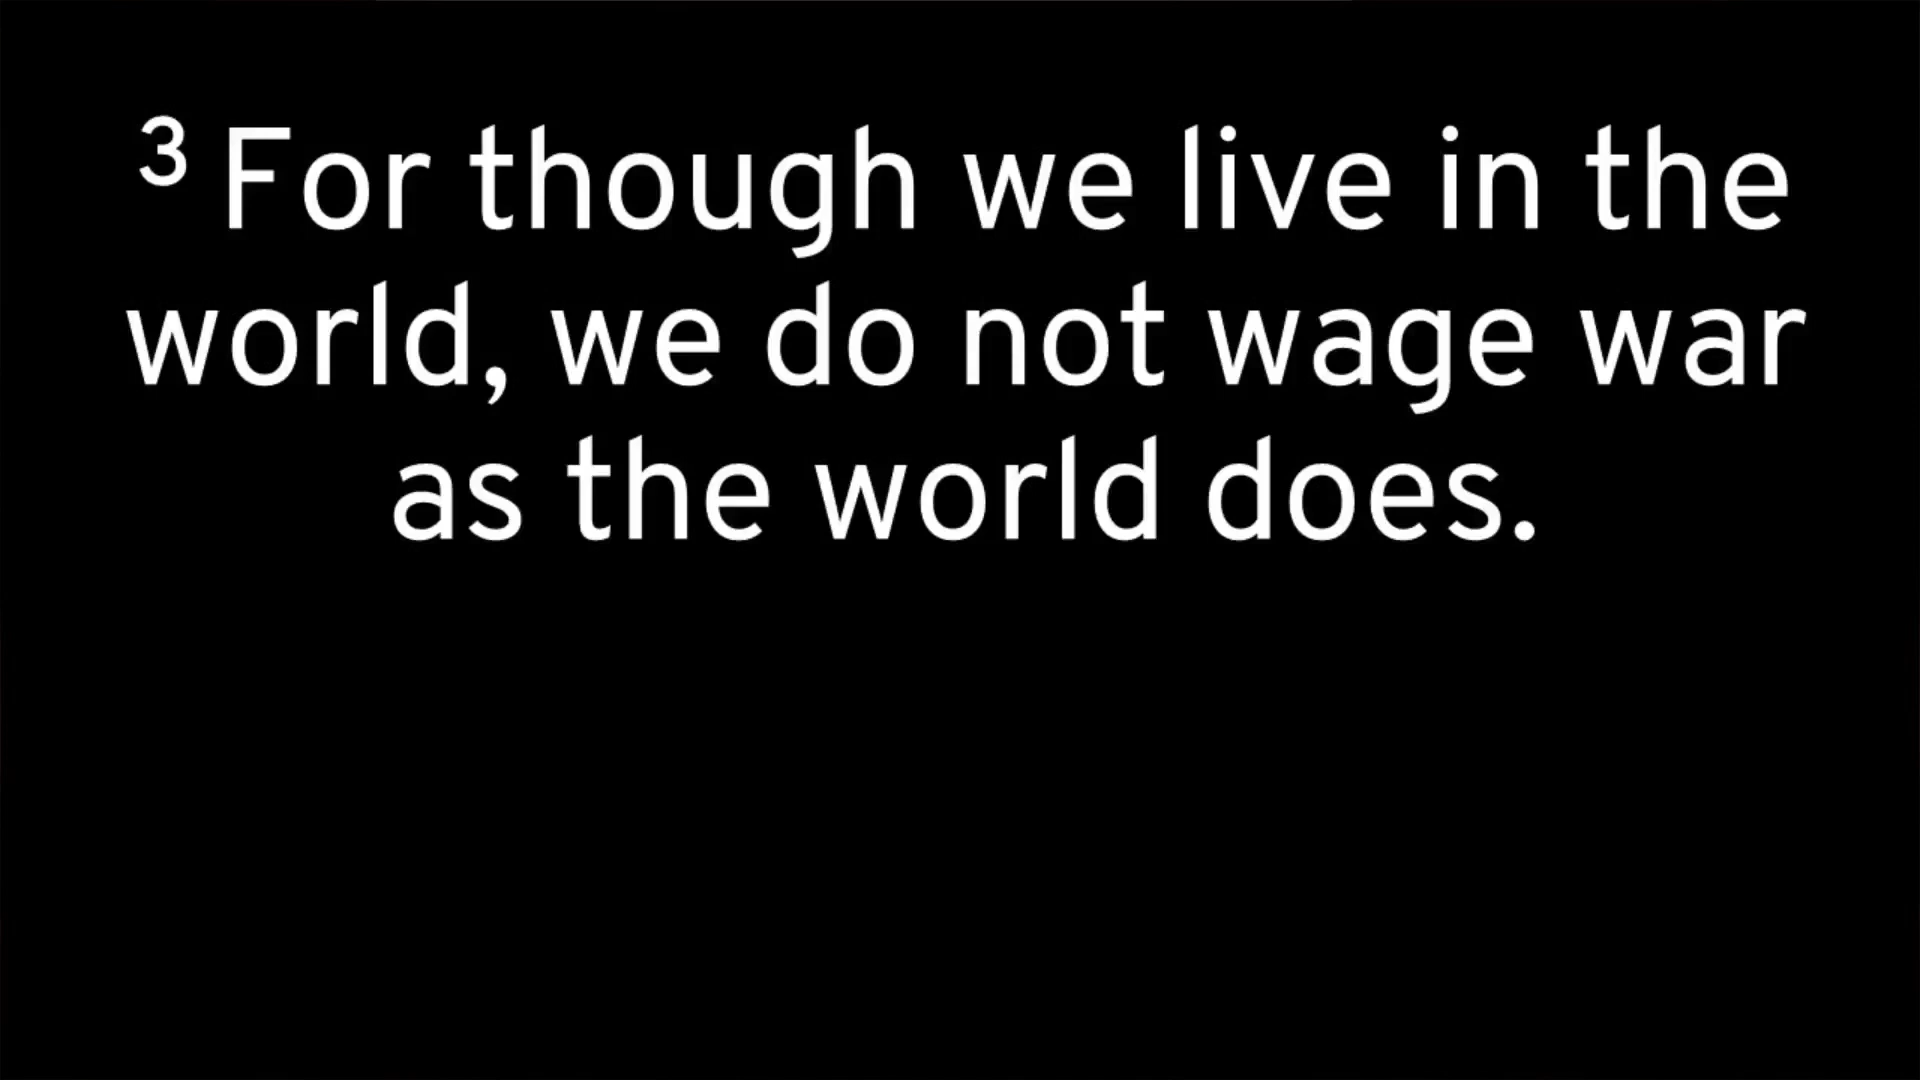 ³ For though we live in the
world, we do not wage war
as the world does.